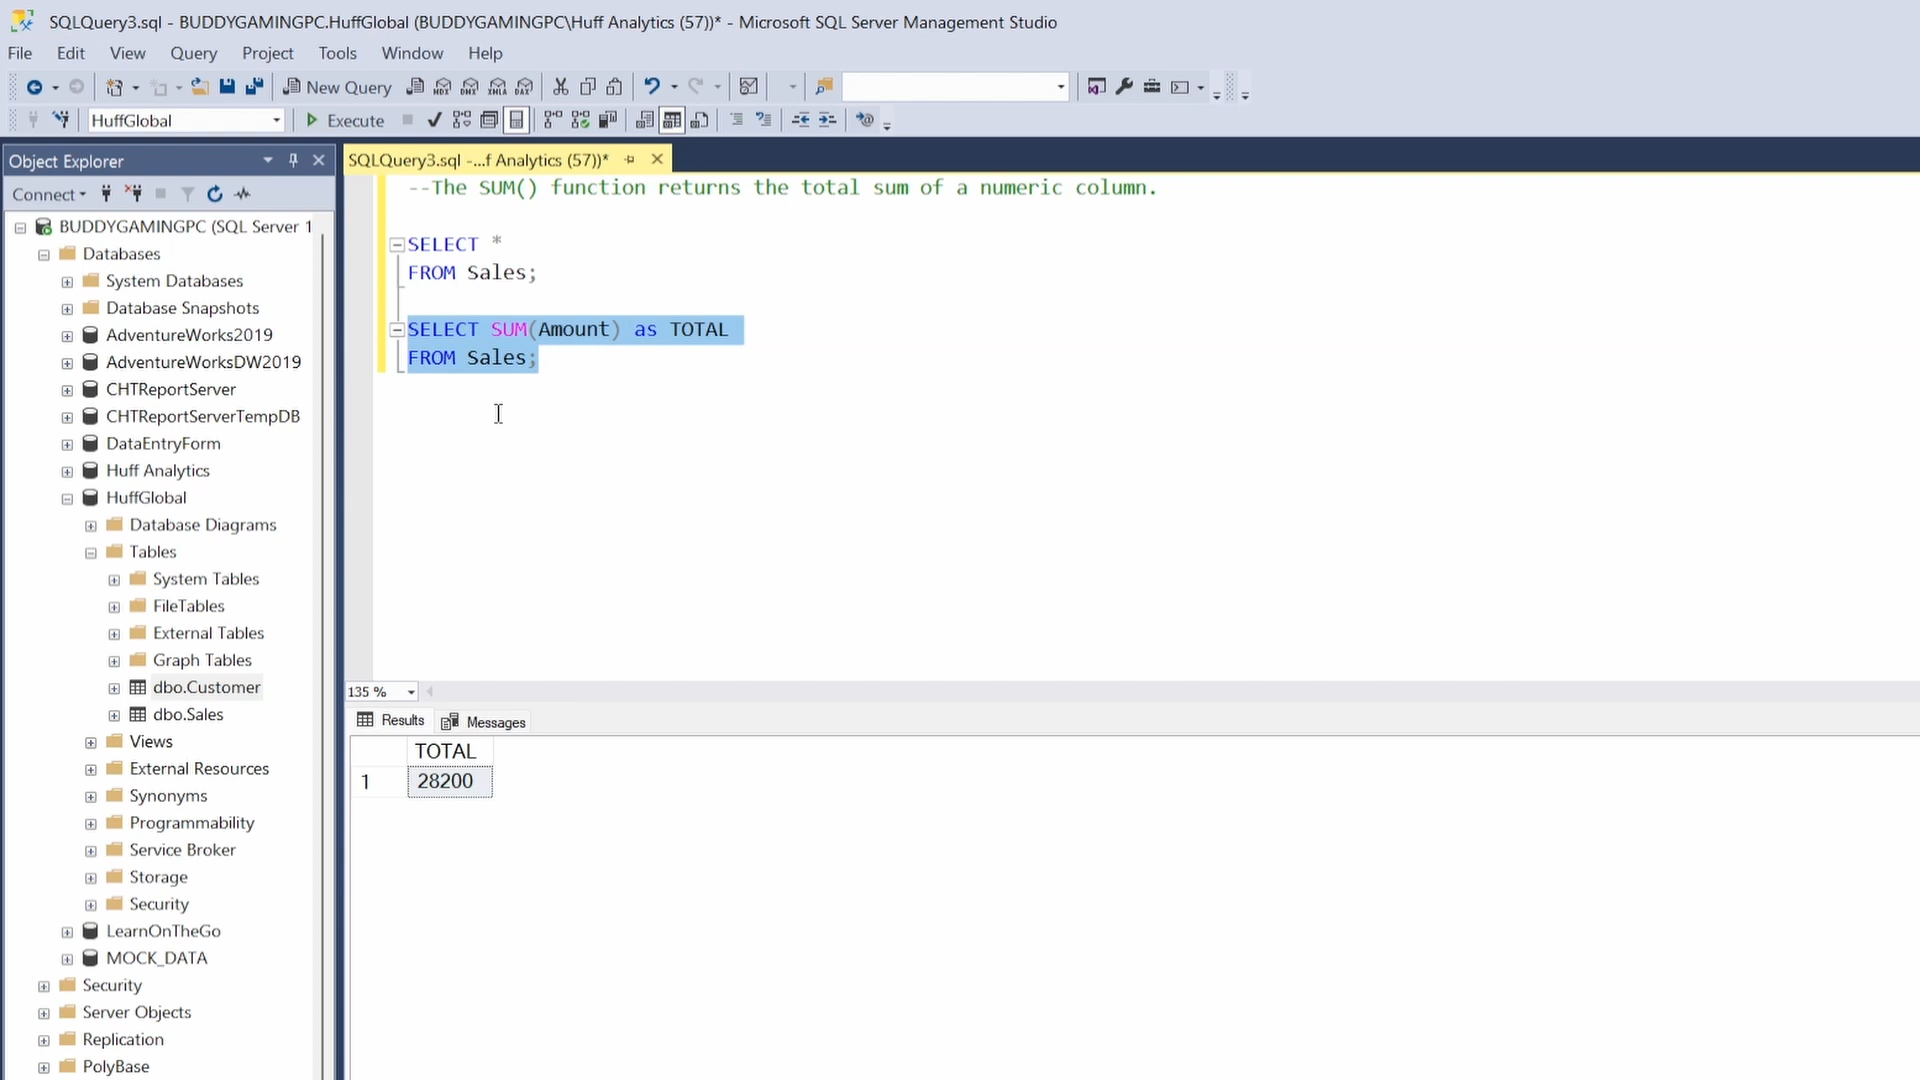 SQLQuery3.sql - BUDDYGAMINGPC.HuffGlobal (BUDDYGAMINGPC\Huff Analytics (57))* - Microsoft SQL Server Management Studio
File Edit View Query Project Tools Window Help
New Query MDX DMX XMLA DAX
HuffGlobal Execute
Object Explorer
Connect
BUDDYGAMINGPC (SQL Server 1
Databases
System Databases
Database Snapshots
AdventureWorks2019
AdventureWorksDW2019
CHTReportServer
CHTReportServerTempDB
DataEntryForm
Huff Analytics
HuffGlobal
Database Diagrams
Tables
System Tables
FileTables
External Tables
Graph Tables
dbo.Customer
dbo.Sales
Views
External Resources
Synonyms
Programmability
Service Broker
Storage
Security
LearnOnTheGo
MOCK_DATA
Security
Server Objects
Replication
PolyBase
SQLQuery3.sql -...f Analytics (57))*
--The SUM() function returns the total sum of a numeric column.
SELECT *
FROM Sales;
SELECT SUM(Amount) as TOTAL
FROM Sales;
135 %
Results Messages
TOTAL
1 28200